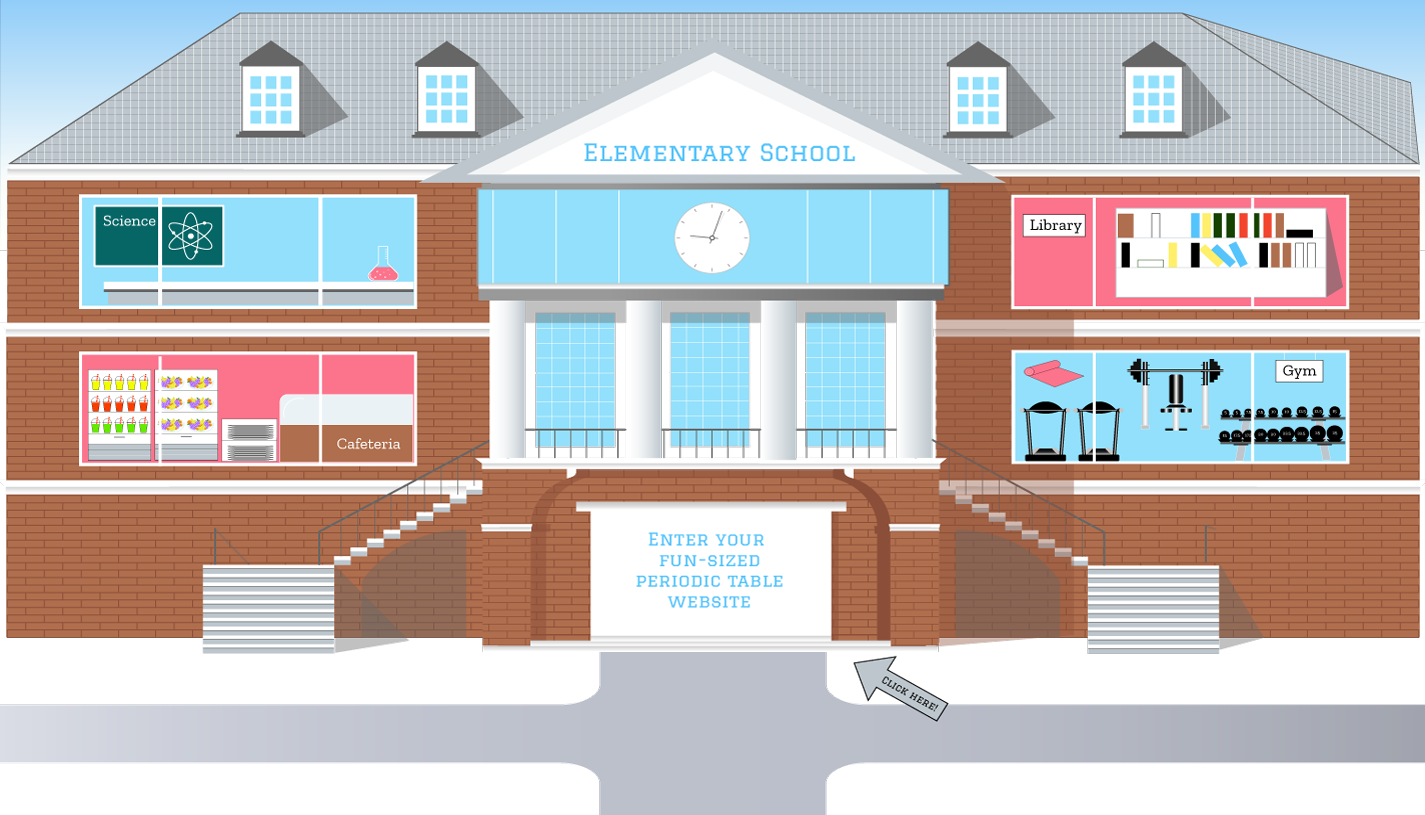 Elementary School
Science
Library
Cafeteria
Gym
Enter your
fun-sized
periodic table
website
Click here!